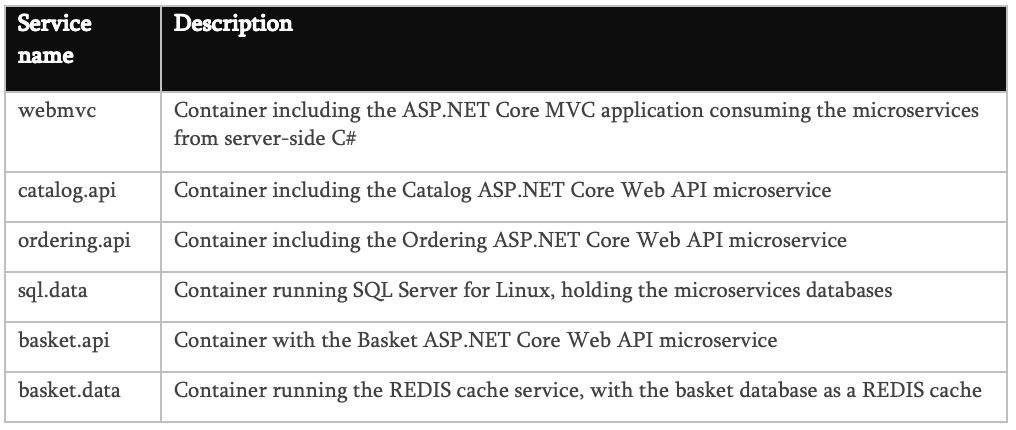 Service
name
Description
webmvc
Container including the ASP.NET Core MVC application consuming the microservices
from server-side C#
catalog.api
Container including the Catalog ASP.NET Core Web API microservice
ordering.api
Container including the Ordering ASP.NET Core Web API microservice
sql.data
Container running SQL Server for Linux, holding the microservices databases
basket.api
Container with the Basket ASP.NET Core Web API microservice
basket.data
Container running the REDIS cache service, with the basket database as a REDIS cache